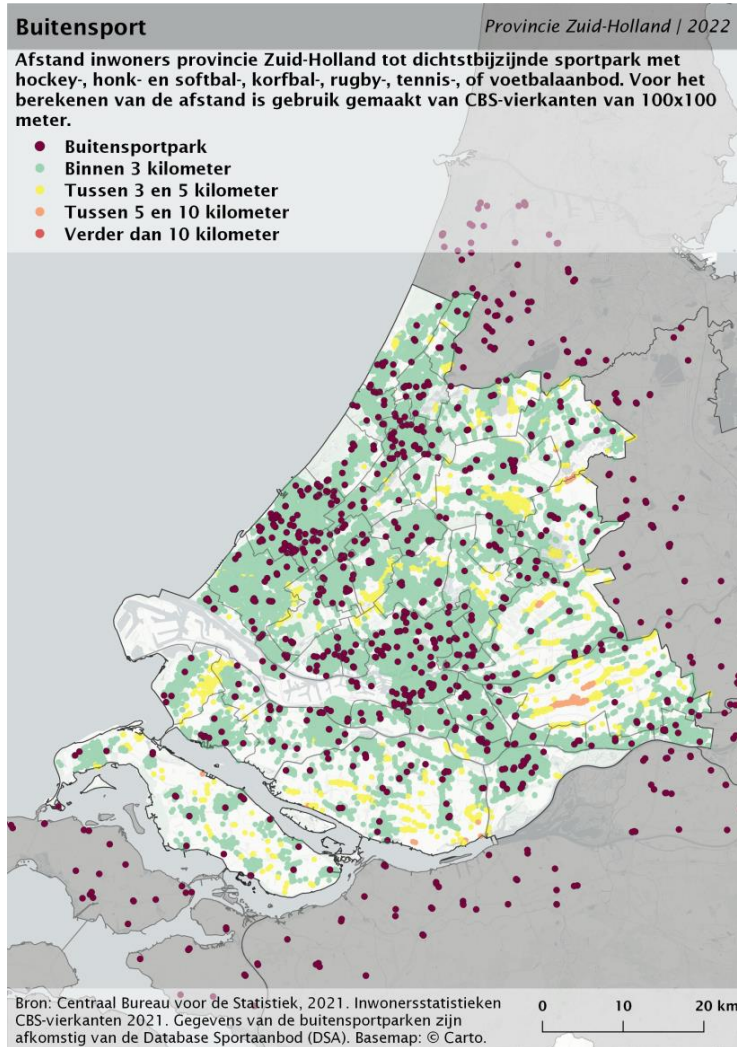 Buitensport
Provincie Zuid-Holland | 2022
Afstand inwoners provincie Zuid-Holland tot dichtstbijzijnde sportpark met
hockey-, honk- en softbal-, korfbal-, rugby-, tennis-, of voetbalaanbod. Voor het
berekenen van de afstand is gebruik gemaakt van CBS-vierkanten van 100x100
meter.
Buitensportpark
Binnen 3 kilometer
Tussen 3 en 5 kilometer
Tussen 5 en 10 kilometer
Verder dan 10 kilometer
Bron: Centraal Bureau voor de Statistiek, 2021. Inwonersstatistieken
CBS-vierkanten 2021. Gegevens van de buitensportparken zijn
afkomstig van de Database Sportaanbod (DSA). Basemap: © Carto.
0 10 20 km